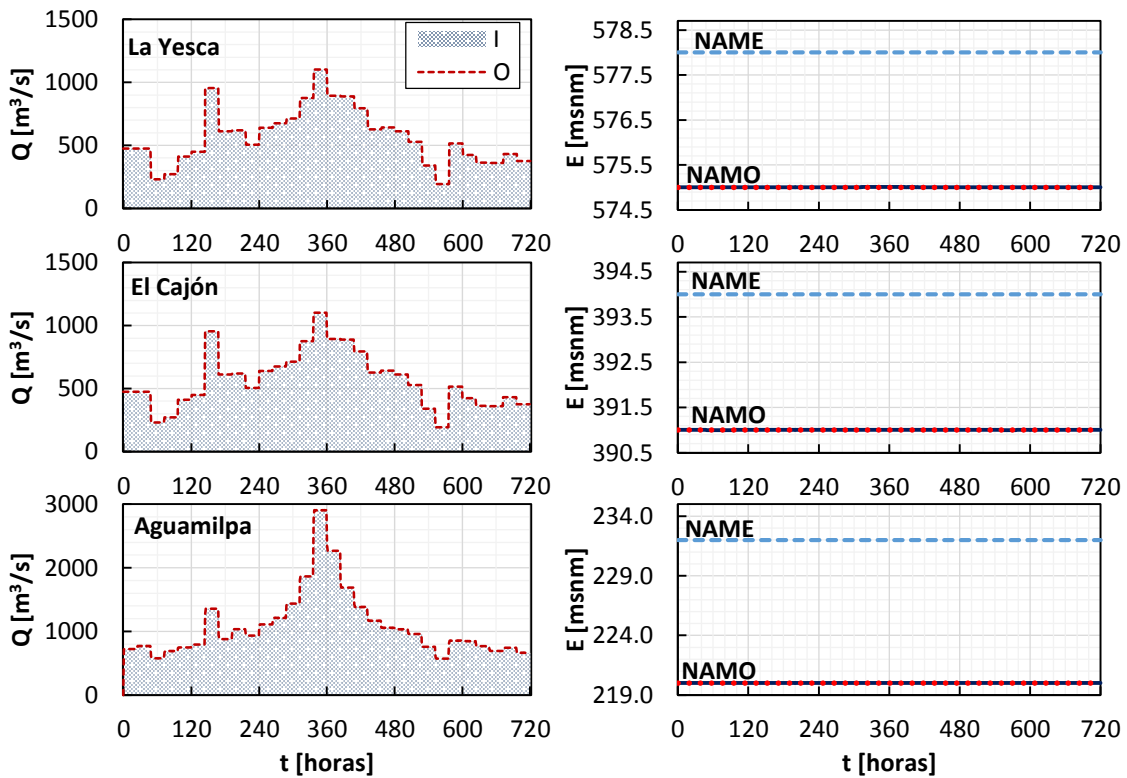 La Yesca
I
O
Q [m³/s]
1500
1000
500
0
0 120 240 360 480 600 720
NAME
NAMO
E [msnm]
578.5
577.5
576.5
575.5
574.5
0 120 240 360 480 600 720
El Cajón
Q [m³/s]
1500
1000
500
0
0 120 240 360 480 600 720
NAME
NAMO
E [msnm]
394.5
393.5
392.5
391.5
390.5
0 120 240 360 480 600 720
Aguamilpa
Q [m³/s]
3000
2000
1000
0
0 120 240 360 480 600 720
t [horas]
NAME
NAMO
E [msnm]
234.0
229.0
224.0
219.0
0 120 240 360 480 600 720
t [horas]